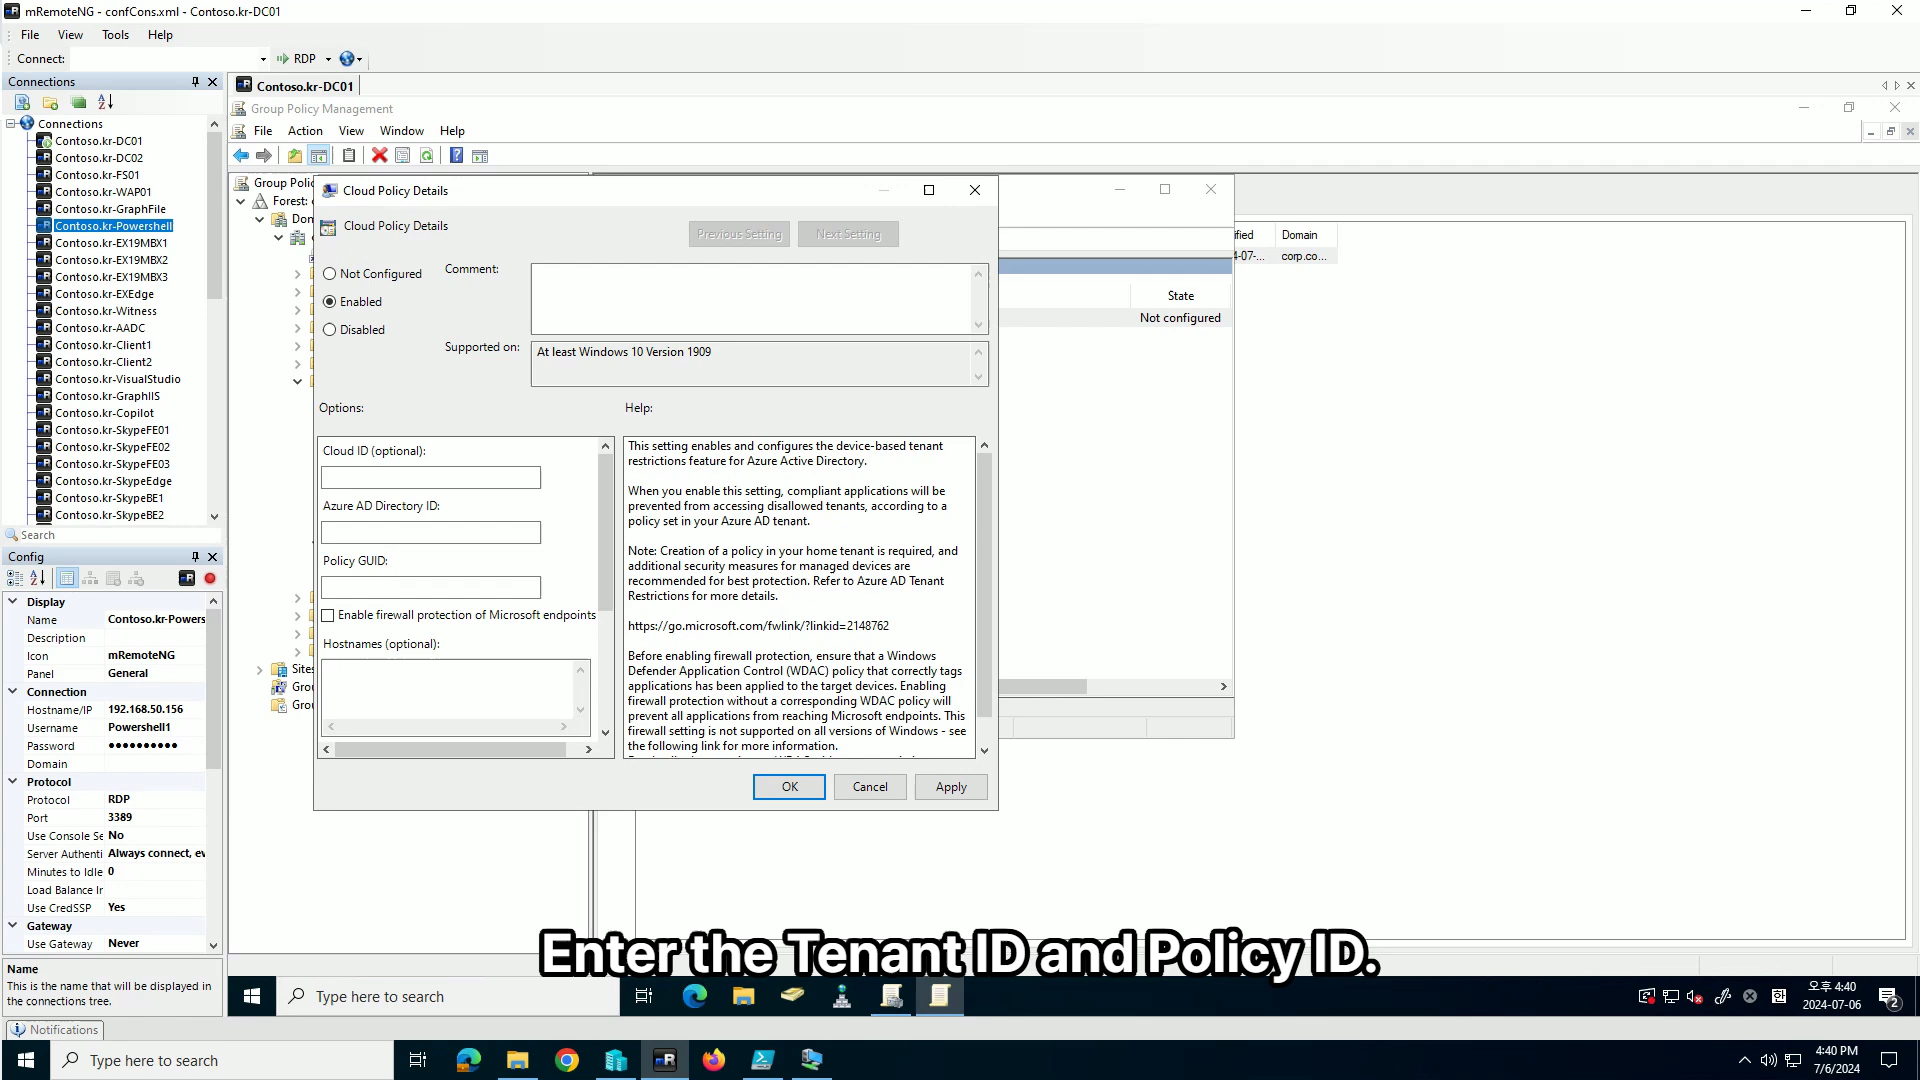 mRemoteNG - confCons.xml - Contoso.kr-DC01
File View Tools Help
Connect: RDP
Connections
Connections
Contoso.kr-DC01
Contoso.kr-DC02
Contoso.kr-FS01
Contoso.kr-WAP01
Contoso.kr-GraphFile
Contoso.kr-Powershell
Contoso.kr-EX19MBX1
Contoso.kr-EX19MBX2
Contoso.kr-EX19MBX3
Contoso.kr-EXEdge
Contoso.kr-Witness
Contoso.kr-AADC
Contoso.kr-Client1
Contoso.kr-Client2
Contoso.kr-VisualStudio
Contoso.kr-GraphIIS
Contoso.kr-Copilot
Contoso.kr-SkypeFE01
Contoso.kr-SkypeFE02
Contoso.kr-SkypeFE03
Contoso.kr-SkypeEdge
Contoso.kr-SkypeBE1
Contoso.kr-SkypeBE2
Search
Config
Display
Name Contoso.kr-Powers
Description
Icon mRemoteNG
Panel General
Connection
Hostname/IP 192.168.50.156
Username Powershell1
Password ●●●●●●●●●●
Domain
Protocol
Protocol RDP
Port 3389
Use Console Se No
Server Authenti Always connect, ev
Minutes to Idle 0
Load Balance Ir
Use CredSSP Yes
Gateway
Use Gateway Never
Name
This is the name that will be displayed in
the connections tree.
Notifications
Contoso.kr-DC01
Group Policy Management
File Action View Window Help
Group Polic
Forest: c
Don
Sites
Grou
Grou
Cloud Policy Details
Cloud Policy Details
Previous Setting Next Setting
Not Configured
Enabled
Disabled
Comment:
Supported on: At least Windows 10 Version 1909
Options:
Cloud ID (optional):
Azure AD Directory ID:
Policy GUID:
Enable firewall protection of Microsoft endpoints
Hostnames (optional):
Help:
This setting enables and configures the device-based tenant
restrictions feature for Azure Active Directory.
When you enable this setting, compliant applications will be
prevented from accessing disallowed tenants, according to a
policy set in your Azure AD tenant.
Note: Creation of a policy in your home tenant is required, and
additional security measures for managed devices are
recommended for best protection. Refer to Azure AD Tenant
Restrictions for more details.
https://go.microsoft.com/fwlink/?linkid=2148762
Before enabling firewall protection, ensure that a Windows
Defender Application Control (WDAC) policy that correctly tags
applications has been applied to the target devices. Enabling
firewall protection without a corresponding WDAC policy will
prevent all applications from reaching Microsoft endpoints. This
firewall setting is not supported on all versions of Windows - see
the following link for more information.
OK Cancel Apply
State
Not configured
ified Domain
4-07-... corp.co...
Enter the Tenant ID and Policy ID.
Type here to search
오후 4:40
2024-07-06
2
Type here to search
4:40 PM
7/6/2024